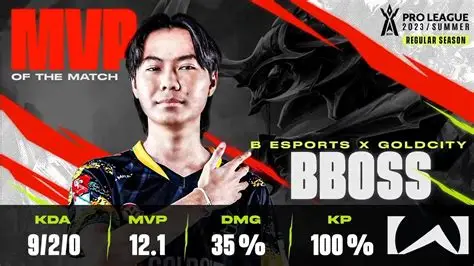 MVP
OF THE MATCH
PRO LEAGUE
2023/SUMMER
REGULAR SEASON
B ESPORTS X GOLDCITY
BBOSS
KDA
9/2/0
MVP
12.1
DMG
35%
KP
100%